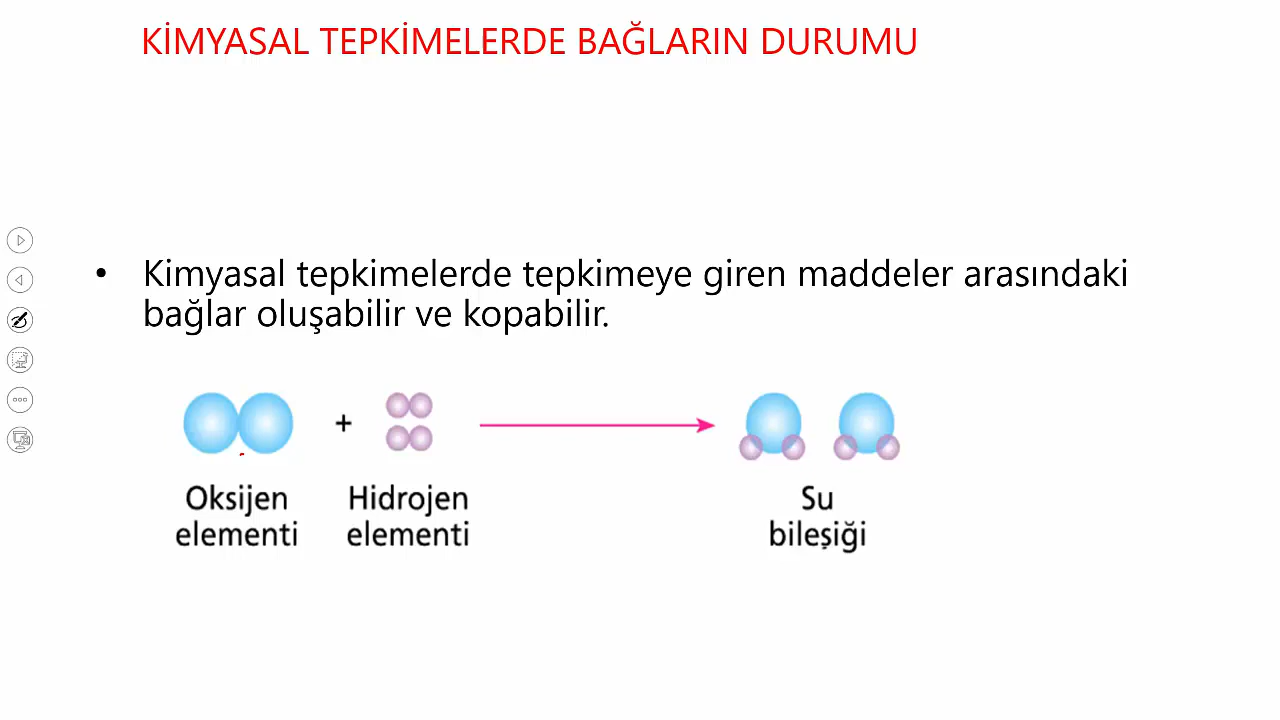 KİMYASAL TEPKİMELERDE BAĞLARIN DURUMU
• Kimyasal tepkimelerde tepkimeye giren maddeler arasındaki
bağlar oluşabilir ve kopabilir.
+
Oksijen Hidrojen Su
elementi elementi bileşiği